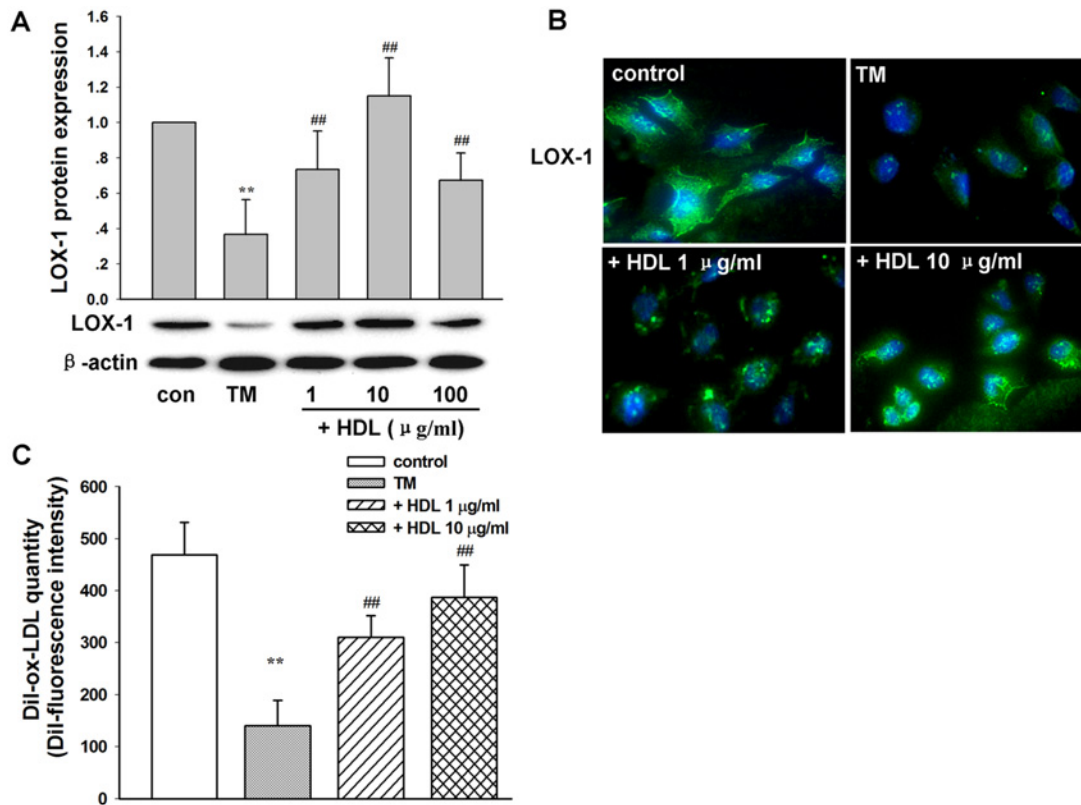 A
LOX-1 protein expression
1.6
1.4
1.2
1.0
.8
.6
.4
.2
0.0
**
##
##
##
LOX-1
β-actin
con TM 1 10 100
+ HDL ( μg/ml)
B
LOX-1
control
TM
+ HDL 1 μg/ml
+ HDL 10 μg/ml
C
Dil-ox-LDL quantity
(Dil-fluorescence intensity)
600
500
400
300
200
100
0
control
TM
+ HDL 1 μg/ml
+ HDL 10 μg/ml
**
##
##